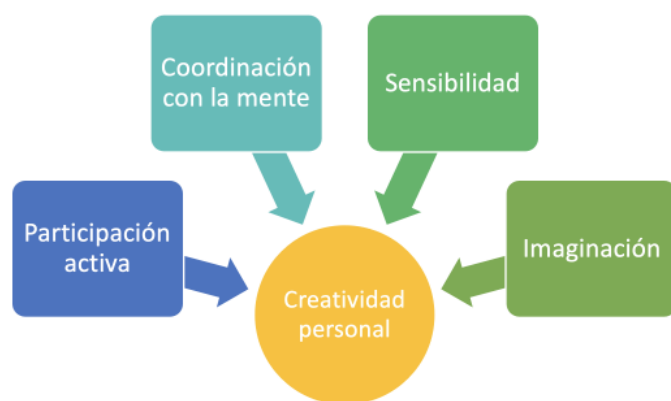 Coordinación
con la mente
Sensibilidad
Participación
activa
Imaginación
Creatividad
personal